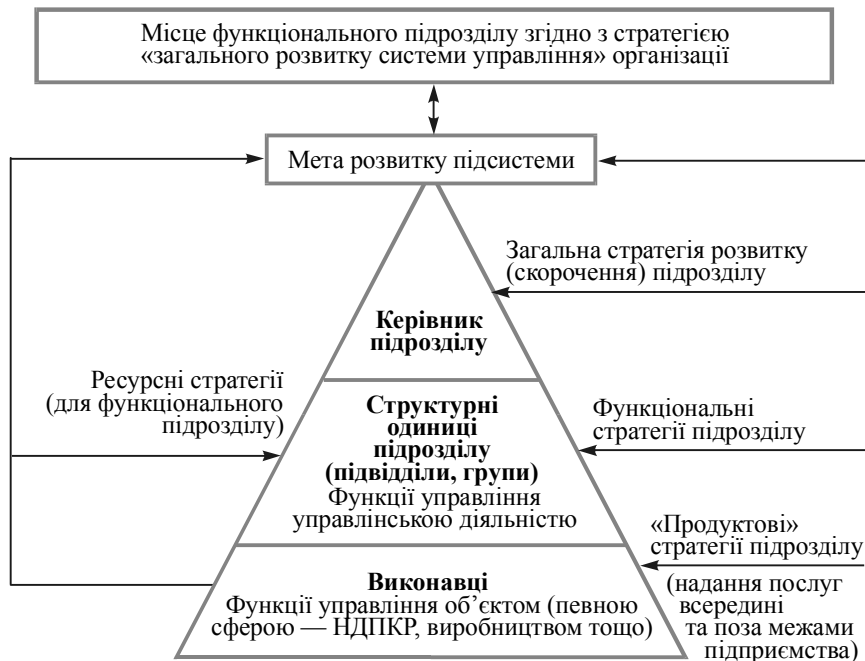 Місце функціонального підрозділу згідно з стратегією
«загального розвитку системи управління» організації
Мета розвитку підсистеми
Загальна стратегія розвитку
(скорочення) підрозділу
Керівник
підрозділу
Ресурсні стратегії
(для функціонального
підрозділу)
Структурні
одиниці
підрозділу
(підвідділи, групи)
Функції управління
управлінською діяльністю
Функціональні
стратегії підрозділу
«Продуктові»
стратегії підрозділу
(надання послуг
всередині
та поза межами
підприємства)
Виконавці
Функції управління об’єктом (певною
сферою — НДПКР, виробництвом тощо)